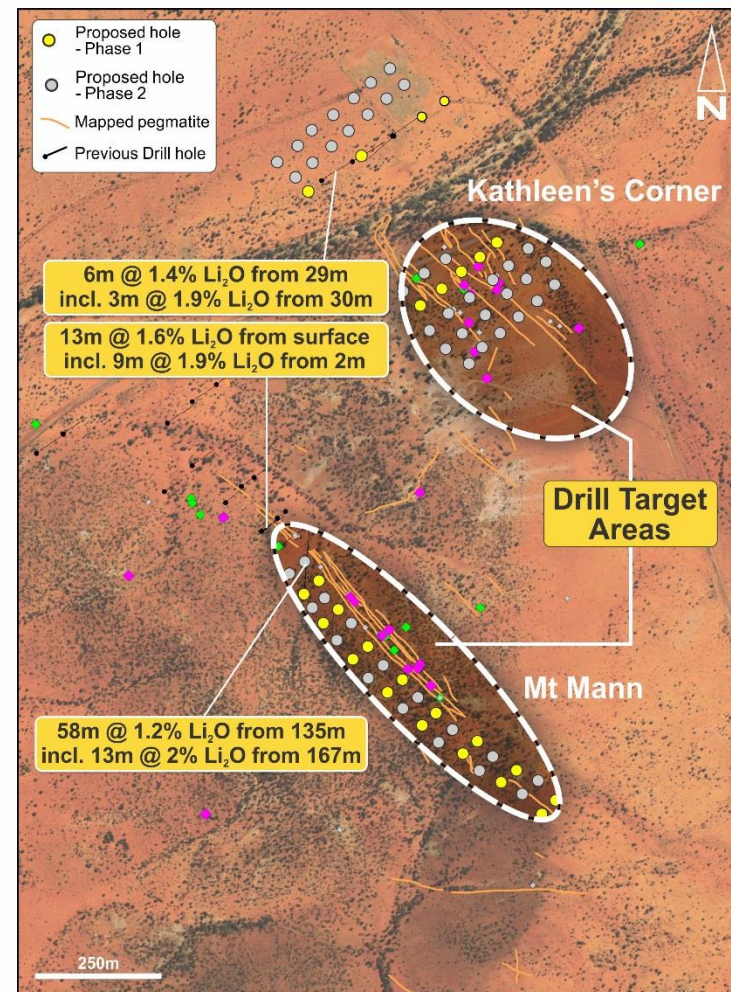 Proposed hole
- Phase 1
Proposed hole
- Phase 2
Mapped pegmatite
Previous Drill hole
N
Kathleen's Corner
6m @ 1.4% Li₂O from 29m
incl. 3m @ 1.9% Li₂O from 30m
13m @ 1.6% Li₂O from surface
incl. 9m @ 1.9% Li₂O from 2m
Drill Target
Areas
Mt Mann
58m @ 1.2% Li₂O from 135m
incl. 13m @ 2% Li₂O from 167m
250m